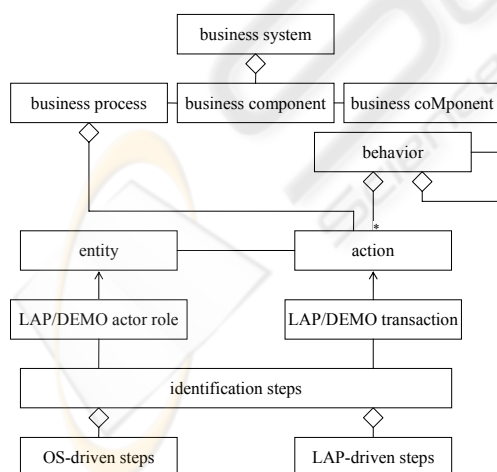 business system
business process
business component
business coMponent
behavior
*
entity
action
LAP/DEMO actor role
LAP/DEMO transaction
identification steps
OS-driven steps
LAP-driven steps